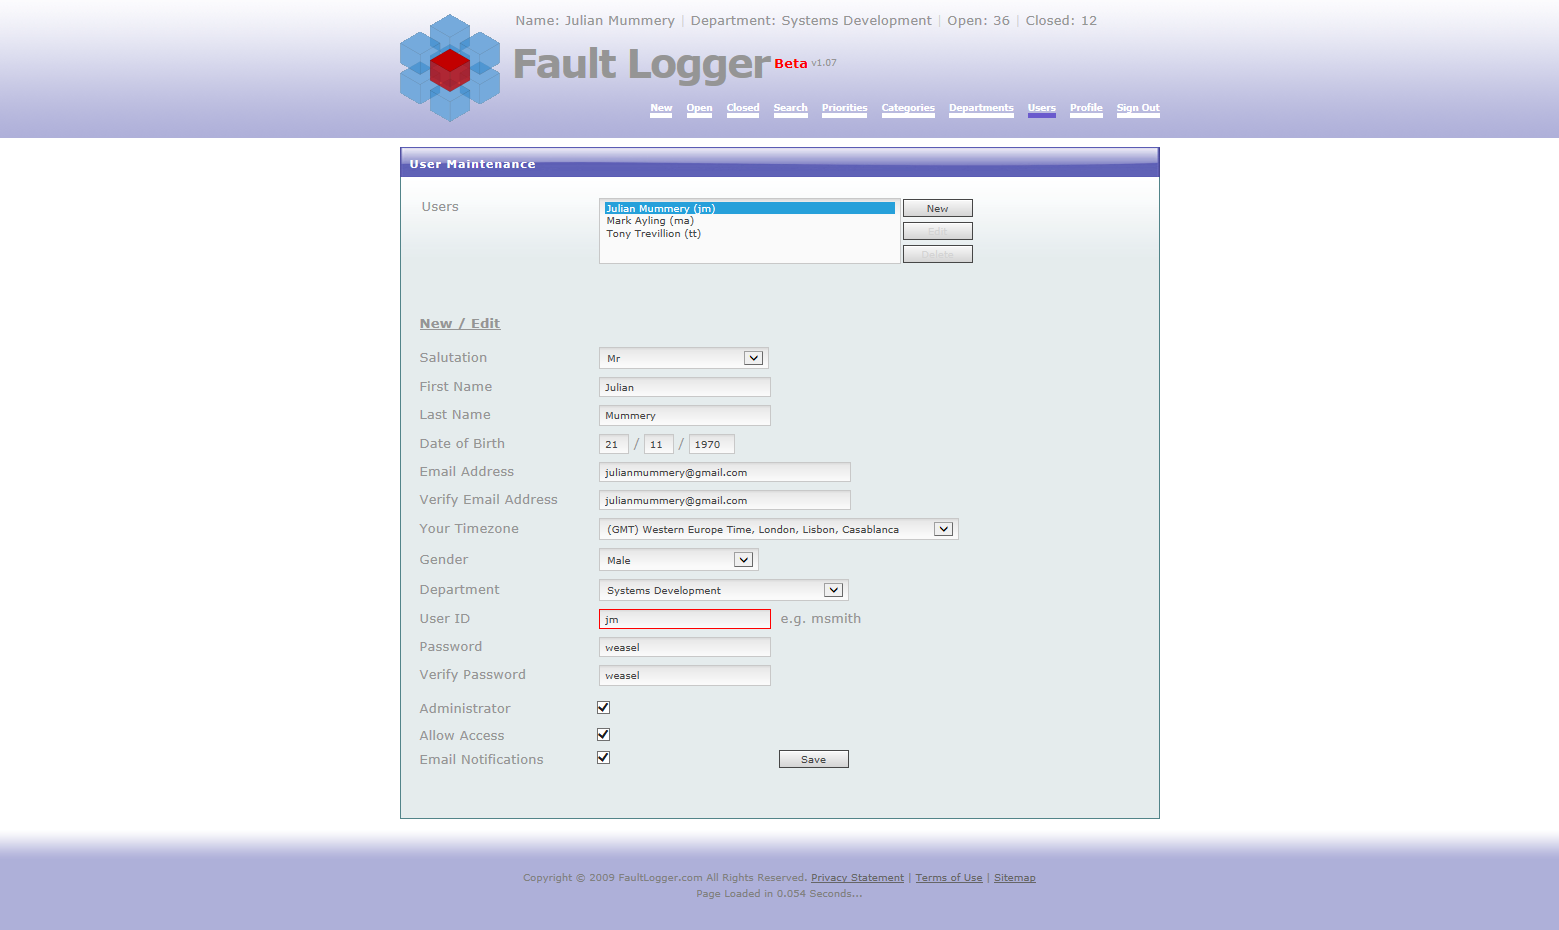 Name: Julian Mummery | Department: Systems Development | Open: 36 | Closed: 12
Fault Logger Beta v1.07
New Open Closed Search Priorities Categories Departments Users Profile Sign Out
User Maintenance
Users
Julian Mummery (jm)
Mark Ayling (ma)
Tony Trevillion (tt)
New
Edit
Delete
New / Edit
Salutation Mr
First Name Julian
Last Name Mummery
Date of Birth 21 / 11 / 1970
Email Address julianmummery@gmail.com
Verify Email Address julianmummery@gmail.com
Your Timezone (GMT) Western Europe Time, London, Lisbon, Casablanca
Gender Male
Department Systems Development
User ID jm e.g. msmith
Password weasel
Verify Password weasel
Administrator
Allow Access
Email Notifications Save
Copyright © 2009 FaultLogger.com All Rights Reserved. Privacy Statement | Terms of Use | Sitemap
Page Loaded in 0.054 Seconds...